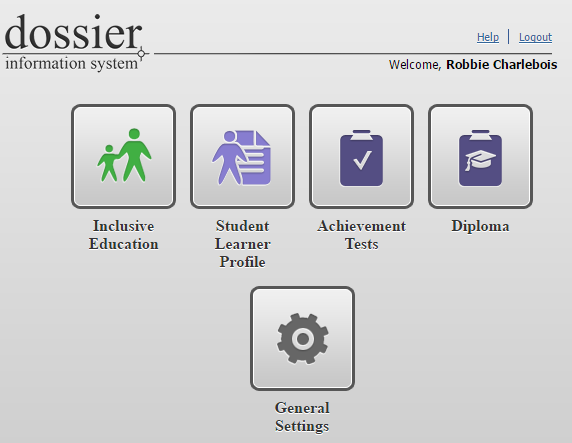 dossier
information system
Help
Logout
Welcome, Robbie Charlebois
Inclusive
Education
Student
Learner
Profile
Achievement
Tests
Diploma
General
Settings